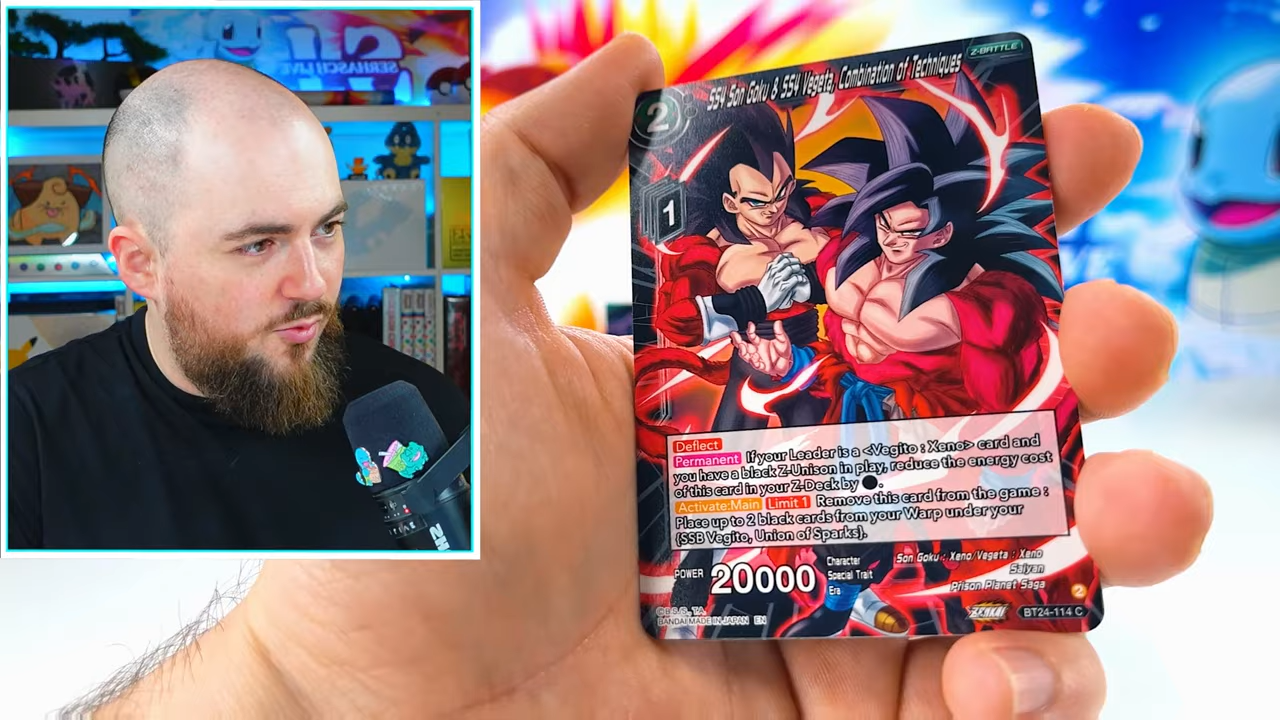 SERHASCU LIVE
Z-BATTLE
SS4 Son Goku & SS4 Vegeta, Combination of Techniques
2
1
Deflect
Permanent If your Leader is a <Vegito : Xeno> card and
you have a black Z-Unison in play, reduce the energy cost
of this card in your Z-Deck by ●.
Activate:Main Limit 1 Remove this card from the game :
Place up to 2 black cards from your Warp under your
{SSB Vegito, Union of Sparks}.
POWER 20000
Character Son Goku : Xeno/Vegeta : Xeno
Special Trait Saiyan
Era Prison Planet Saga
2
©B.S./S., T.A.
BANDAI MADE IN JAPAN EN
ZENKAI
BT24-114 C